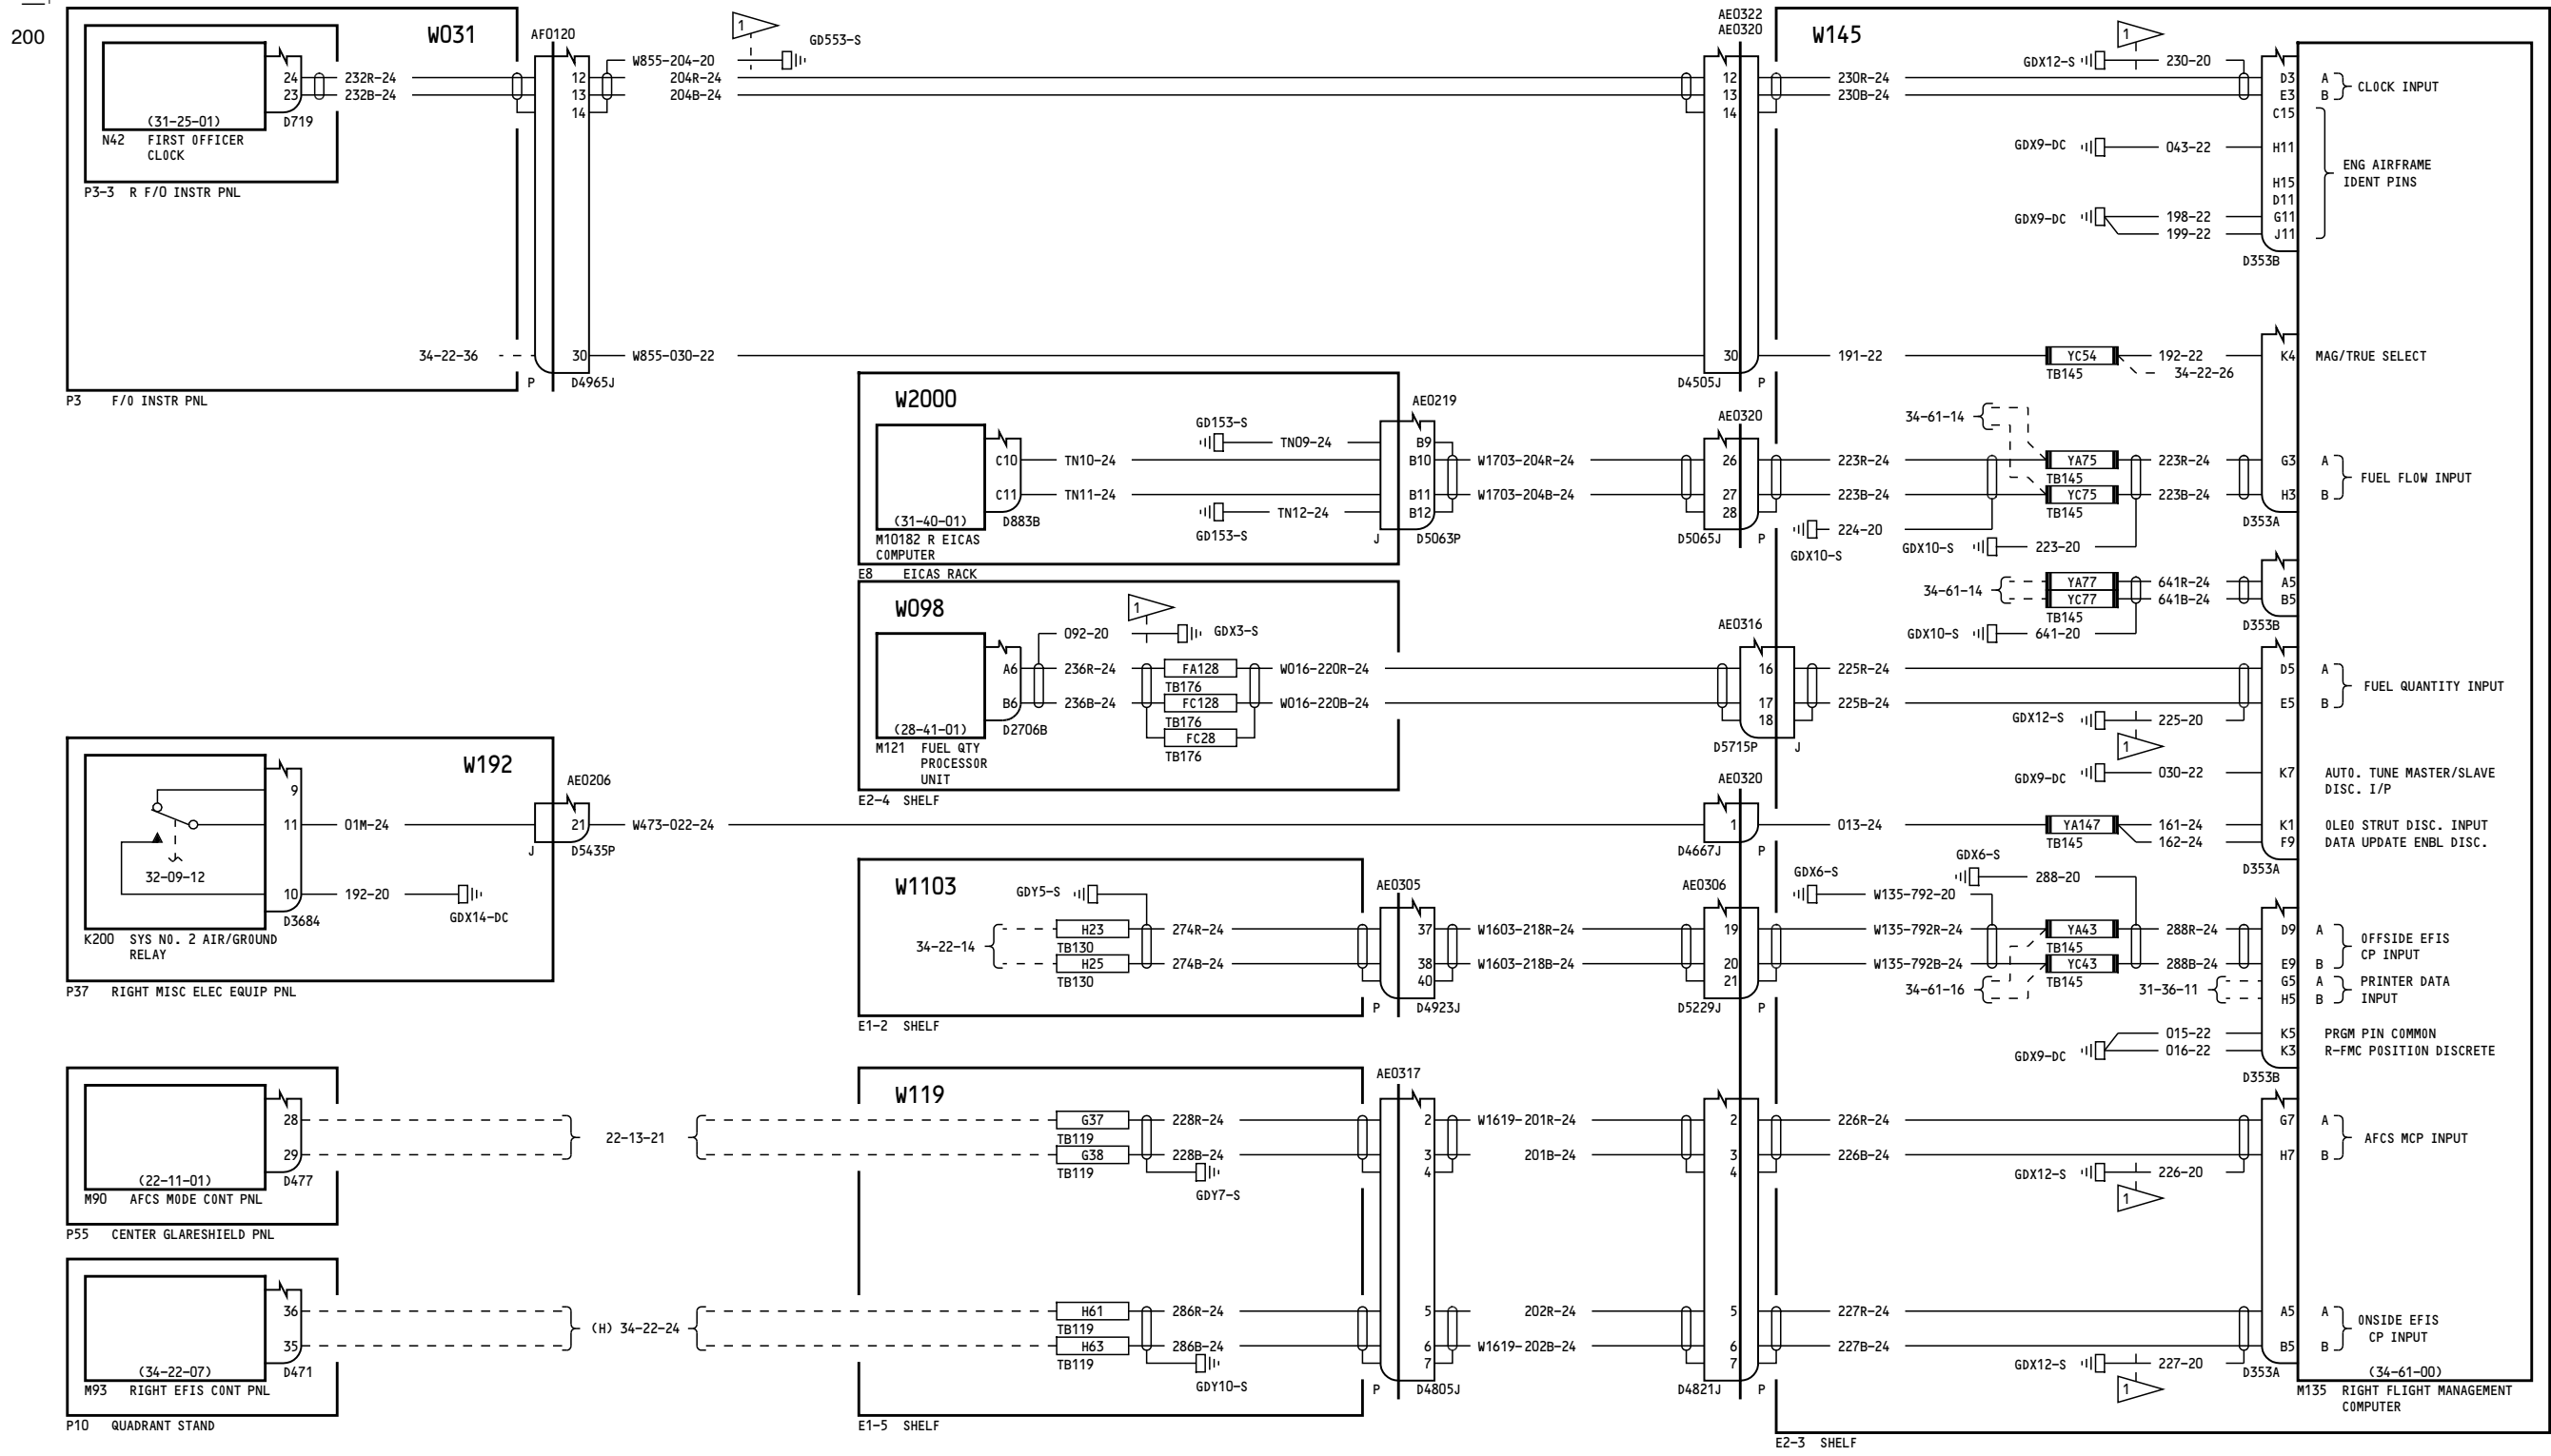 200
W031
AF0120
1
GD553-S
W855-204-20
24 232R-24 12 204R-24
23 232B-24 13 204B-24
14
(31-25-01) D719
N42 FIRST OFFICER
CLOCK
P3-3 R F/O INSTR PNL
34-22-36 30 W855-030-22
P D4965J
P3 F/O INSTR PNL
AE0322
AE0320
W145
1
GDX12-S 230-20
12 230R-24 D3 A CLOCK INPUT
13 230B-24 E3 B
14 C15
GDX9-DC 043-22 H11
ENG AIRFRAME
IDENT PINS
H15
D11
GDX9-DC 198-22 G11
199-22 J11
D353B
30 191-22 YC54 192-22 K4 MAG/TRUE SELECT
TB145 34-22-26
D4505J P
W2000
AE0219
AE0320
34-61-14
GD153-S TN09-24 B9
C10 TN10-24 B10 W1703-204R-24 26 223R-24 YA75 223R-24 G3 A
TB145
FUEL FLOW INPUT
C11 TN11-24 B11 W1703-204B-24 27 223B-24 YC75 223B-24 H3 B
TB145
TN12-24 B12 28
GD153-S
(31-40-01) D883B
J D5063P D5065J P
M10182 R EICAS
COMPUTER
E8 EICAS RACK
224-20
GDX10-S
GDX10-S 223-20
D353A
34-61-14 YA77 641R-24 A5
YC77 641B-24 B5
TB145
GDX10-S 641-20
D353B
W098
1
092-20 GDX3-S
AE0316
A6 236R-24 FA128 W016-220R-24 16 225R-24 D5 A
TB176
FUEL QUANTITY INPUT
B6 236B-24 FC128 W016-220B-24 17 225B-24 E5 B
TB176
18
GDX12-S 225-20
FC28
TB176
1
(28-41-01) D2706B
M121 FUEL QTY
PROCESSOR
UNIT
E2-4 SHELF
D5715P J
GDX9-DC 030-22 K7 AUTO. TUNE MASTER/SLAVE
DISC. I/P
W192
AE0206
AE0320
9
11 01M-24 21 W473-022-24 1 013-24 YA147 161-24 K1 OLEO STRUT DISC. INPUT
TB145 162-24 F9 DATA UPDATE ENBL DISC.
J D5435P D4667J P D353A
32-09-12
10 192-20
GDX14-DC
D3684
K200 SYS NO. 2 AIR/GROUND
RELAY
P37 RIGHT MISC ELEC EQUIP PNL
W1103
GDY5-S
AE0305
AE0306
GDX6-S W135-792-20
GDX6-S 288-20
34-22-14
H23 274R-24 37 W1603-218R-24 19 W135-792R-24 YA43 288R-24 D9 A
TB130 TB145
OFFSIDE EFIS
CP INPUT
H25 274B-24 38 W1603-218B-24 20 W135-792B-24 YC43 288B-24 E9 B
TB130 TB145
40 21
34-61-16
31-36-11 G5 A PRINTER DATA
H5 B INPUT
P D4923J D5229J P
E1-2 SHELF
GDX9-DC 015-22 K5 PRGM PIN COMMON
016-22 K3 R-FMC POSITION DISCRETE
D353B
W119
AE0317
28 22-13-21 G37 228R-24 2 W1619-201R-24 2 226R-24 G7 A
TB119
AFCS MCP INPUT
29 G38 228B-24 3 201B-24 3 226B-24 H7 B
TB119
4 4
GDY7-S
GDX12-S 226-20
1
(22-11-01) D477
M90 AFCS MODE CONT PNL
P55 CENTER GLARESHIELD PNL
36 (H) 34-22-24 H61 286R-24 5 202R-24 5 227R-24 A5 A
TB119
ONSIDE EFIS
CP INPUT
35 H63 286B-24 6 W1619-202B-24 6 227B-24 B5 B
TB119
7 7
GDY10-S
GDX12-S 227-20
1
(34-22-07) D471
M93 RIGHT EFIS CONT PNL
P10 QUADRANT STAND
P D4805J D4821J P
D353A (34-61-00)
M135 RIGHT FLIGHT MANAGEMENT
COMPUTER
E1-5 SHELF
E2-3 SHELF